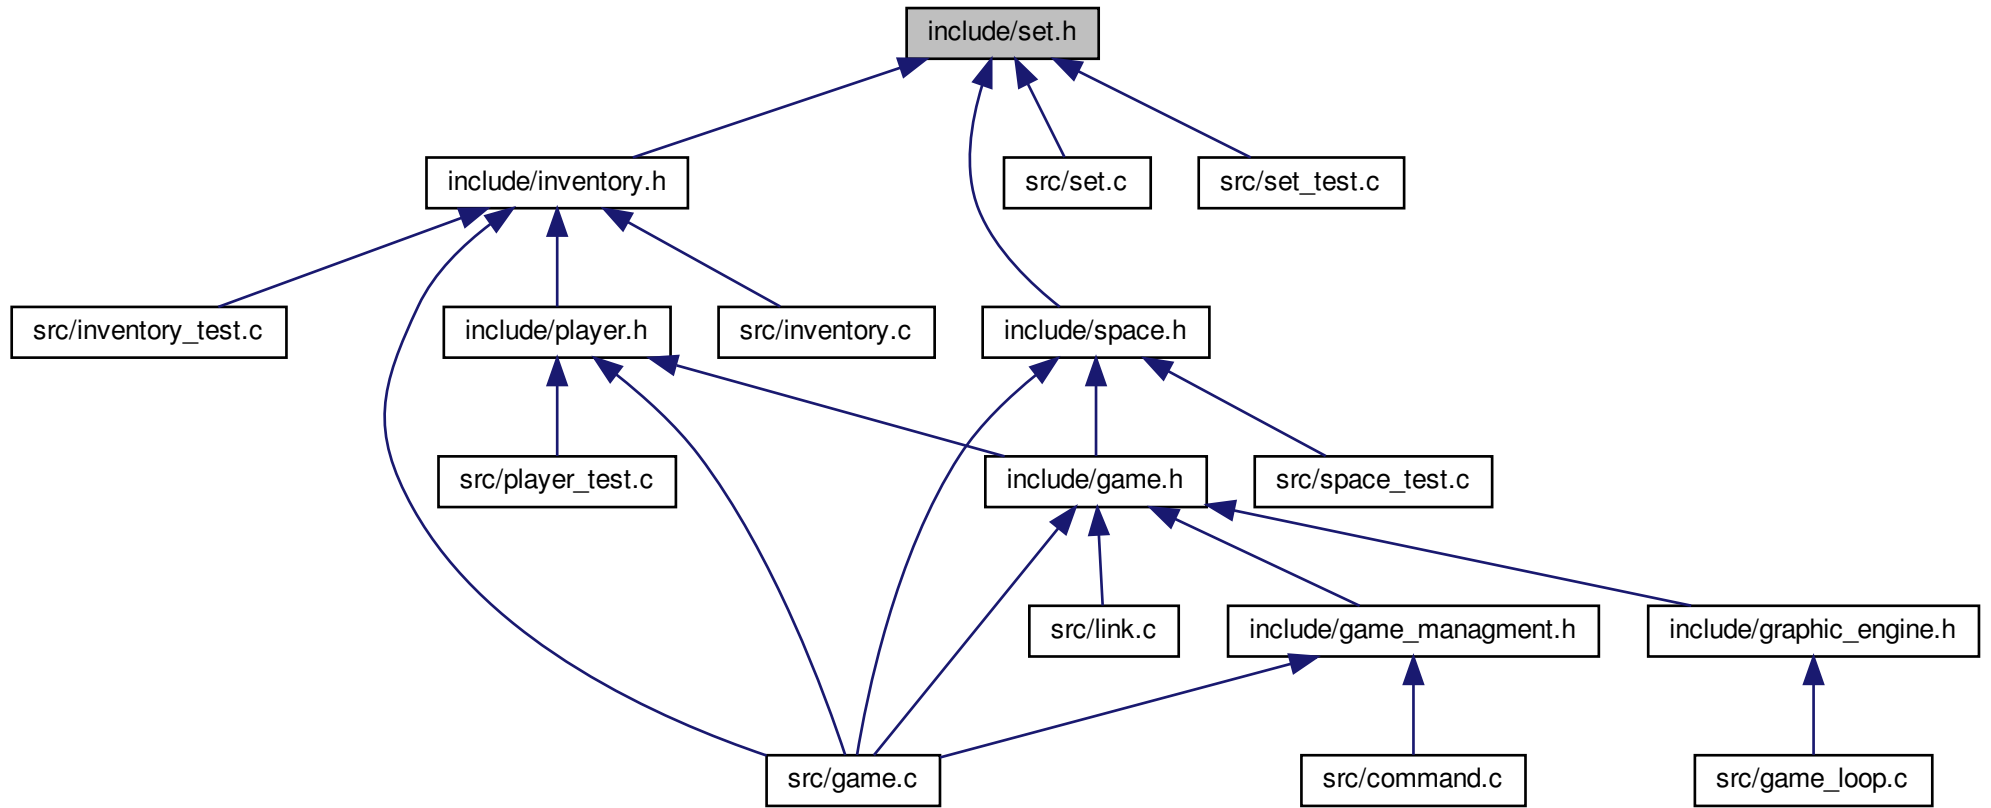 include/set.h
include/inventory.h
src/set.c
src/set_test.c
src/inventory_test.c
include/player.h
src/inventory.c
include/space.h
src/player_test.c
include/game.h
src/space_test.c
src/link.c
include/game_managment.h
include/graphic_engine.h
src/game.c
src/command.c
src/game_loop.c